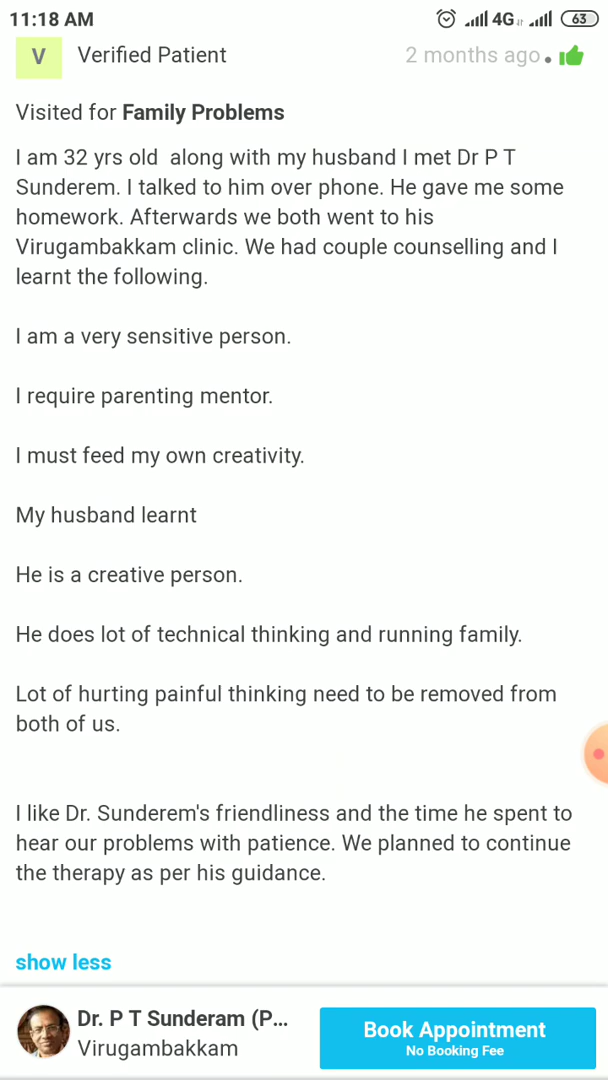 11:18 AM
4G
63
V
Verified Patient
2 months ago
Visited for Family Problems
I am 32 yrs old  along with my husband I met Dr P T
Sunderem. I talked to him over phone. He gave me some
homework. Afterwards we both went to his
Virugambakkam clinic. We had couple counselling and I
learnt the following.
I am a very sensitive person.
I require parenting mentor.
I must feed my own creativity.
My husband learnt
He is a creative person.
He does lot of technical thinking and running family.
Lot of hurting painful thinking need to be removed from
both of us.
I like Dr. Sunderem's friendliness and the time he spent to
hear our problems with patience. We planned to continue
the therapy as per his guidance.
show less
Dr. P T Sunderam (P...
Virugambakkam
Book Appointment
No Booking Fee